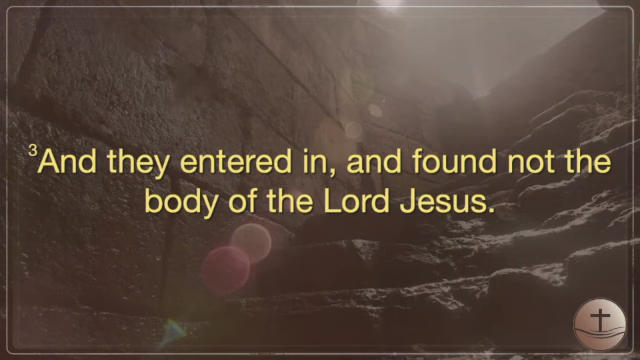 3And they entered in, and found not the
body of the Lord Jesus.